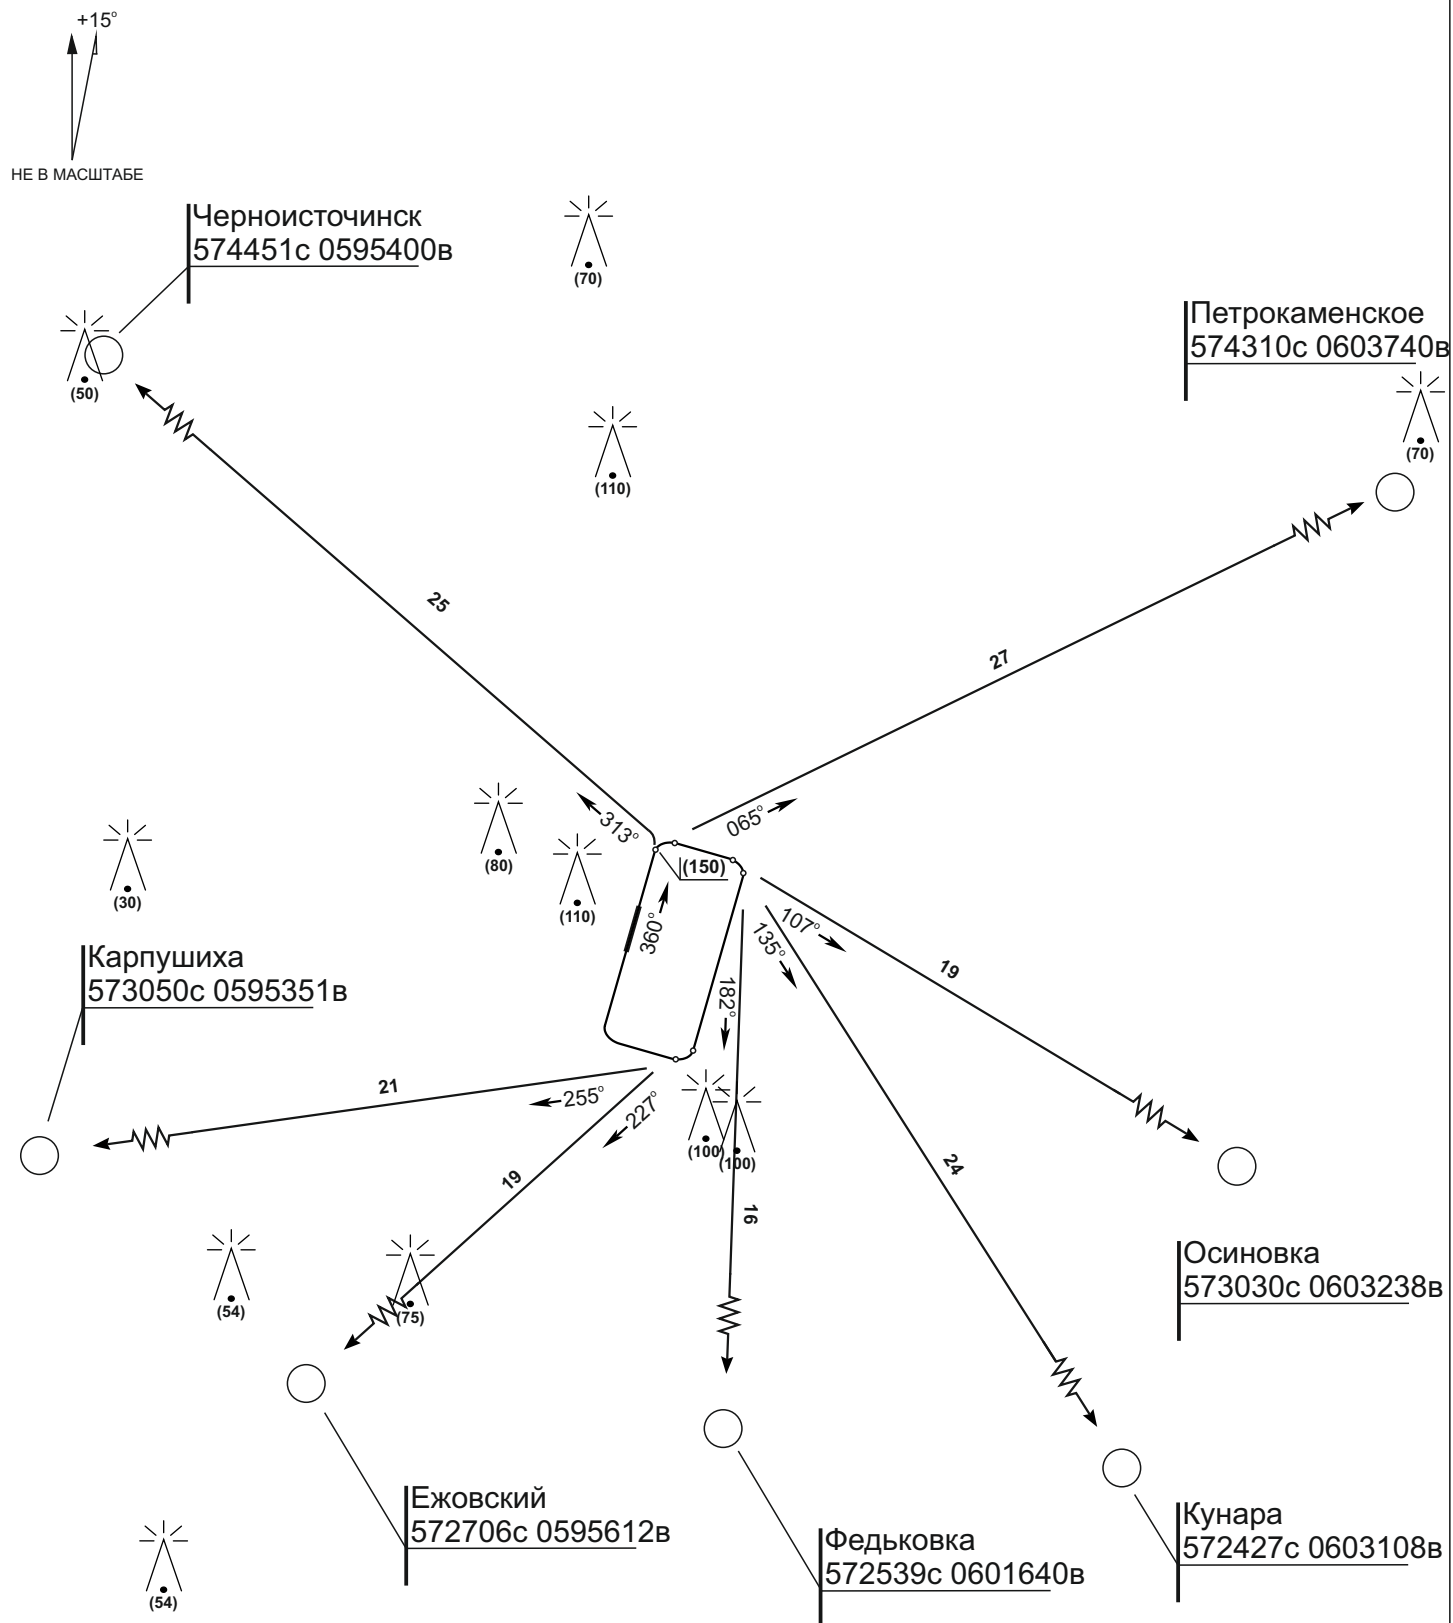 +15°
НЕ В МАСШТАБЕ
Черноисточинск
574451с 0595400в
(70)
Петрокаменское
574310с 0603740в
(50)
(70)
(110)
25
27
313°
065°
(80)
(150)
(30)
(110)
360°
107°
135°
Карпушиха
573050с 0595351в
19
182°
21
255°
227°
(100)
(100)
24
19
16
Осиновка
573030с 0603238в
(54)
(75)
Ежовский
572706с 0595612в
Кунара
572427с 0603108в
Федьковка
572539с 0601640в
(54)